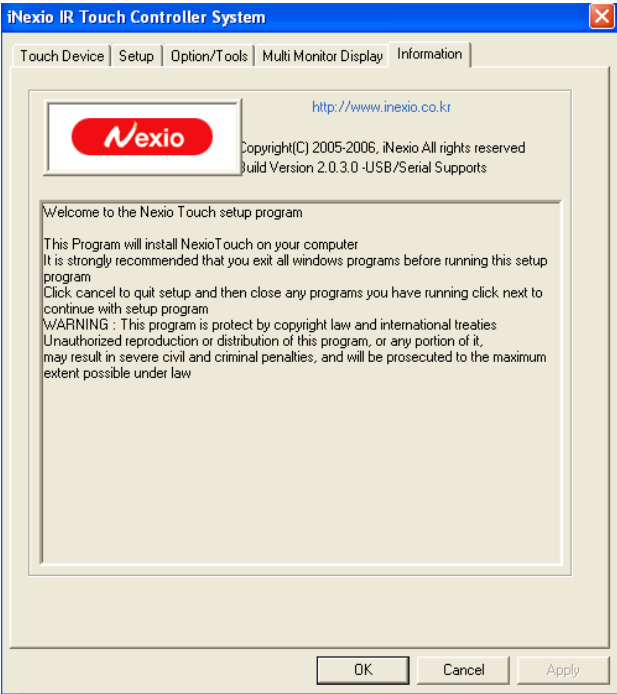 iNexio IR Touch Controller System
Touch Device
Setup
Option/Tools
Multi Monitor Display
Information
Nexio
http://www.inexio.co.kr
Copyright(C) 2005-2006, iNexio All rights reserved
Build Version 2.0.3.0 -USB/Serial Supports
Welcome to the Nexio Touch setup program
This Program will install NexioTouch on your computer
It is strongly recommended that you exit all windows programs before running this setup
program
Click cancel to quit setup and then close any programs you have running click next to
continue with setup program
WARNING : This program is protect by copyright law and international treaties
Unauthorized reproduction or distribution of this program, or any portion of it,
may result in severe civil and criminal penalties, and will be prosecuted to the maximum
extent possible under law
OK
Cancel
Apply